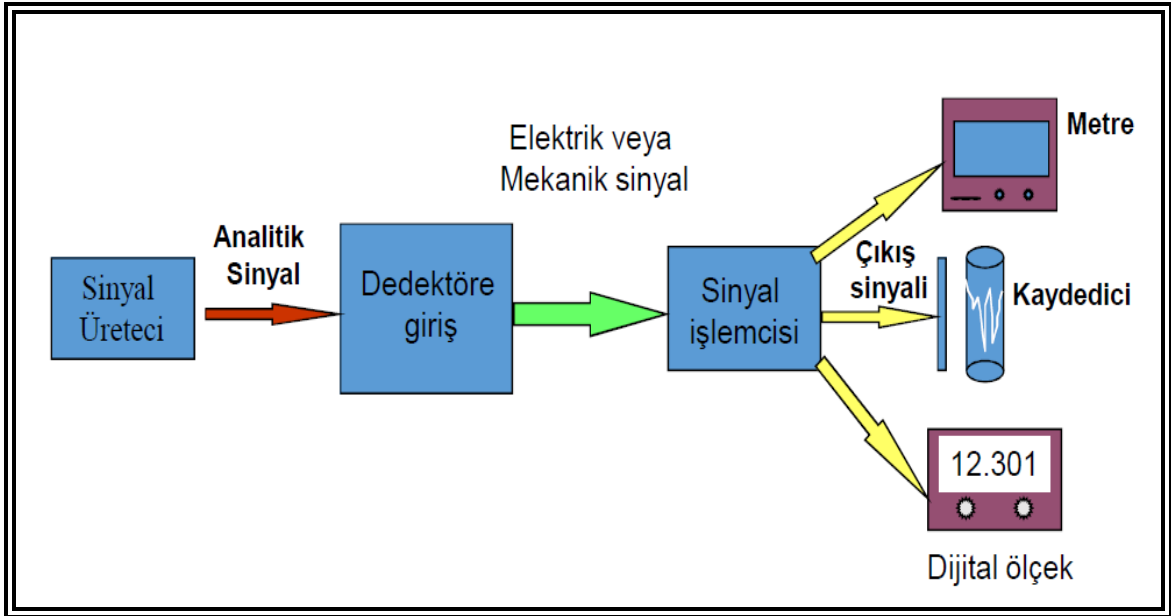 Elektrik veya
Mekanik sinyal
Metre
Analitik
Sinyal
Sinyal
Üreteci
Dedektöre
giriş
Sinyal
işlemcisi
Çıkış
sinyali
Kaydedici
12.301
Dijital ölçek